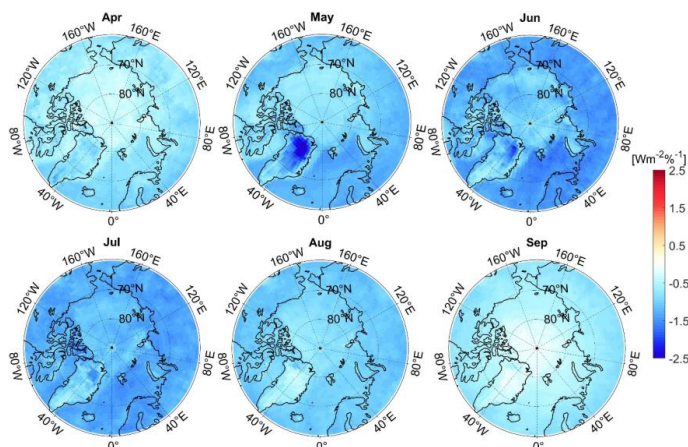 Apr
160°W
160°E
120°W
120°E
70°N
80°N
80°W
80°E
40°W
40°E
0°
May
160°W
160°E
120°W
120°E
70°N
80°N
80°W
80°E
40°W
40°E
0°
Jun
160°W
160°E
120°W
120°E
70°N
80°N
80°W
80°E
40°W
40°E
0°
[Wm⁻²%⁻¹]
2.5
1.5
0.5
-0.5
-1.5
-2.5
Jul
160°W
160°E
120°W
120°E
70°N
80°N
80°W
80°E
40°W
40°E
0°
Aug
160°W
160°E
120°W
120°E
70°N
80°N
80°W
80°E
40°W
40°E
0°
Sep
160°W
160°E
120°W
120°E
70°N
80°N
80°W
80°E
40°W
40°E
0°